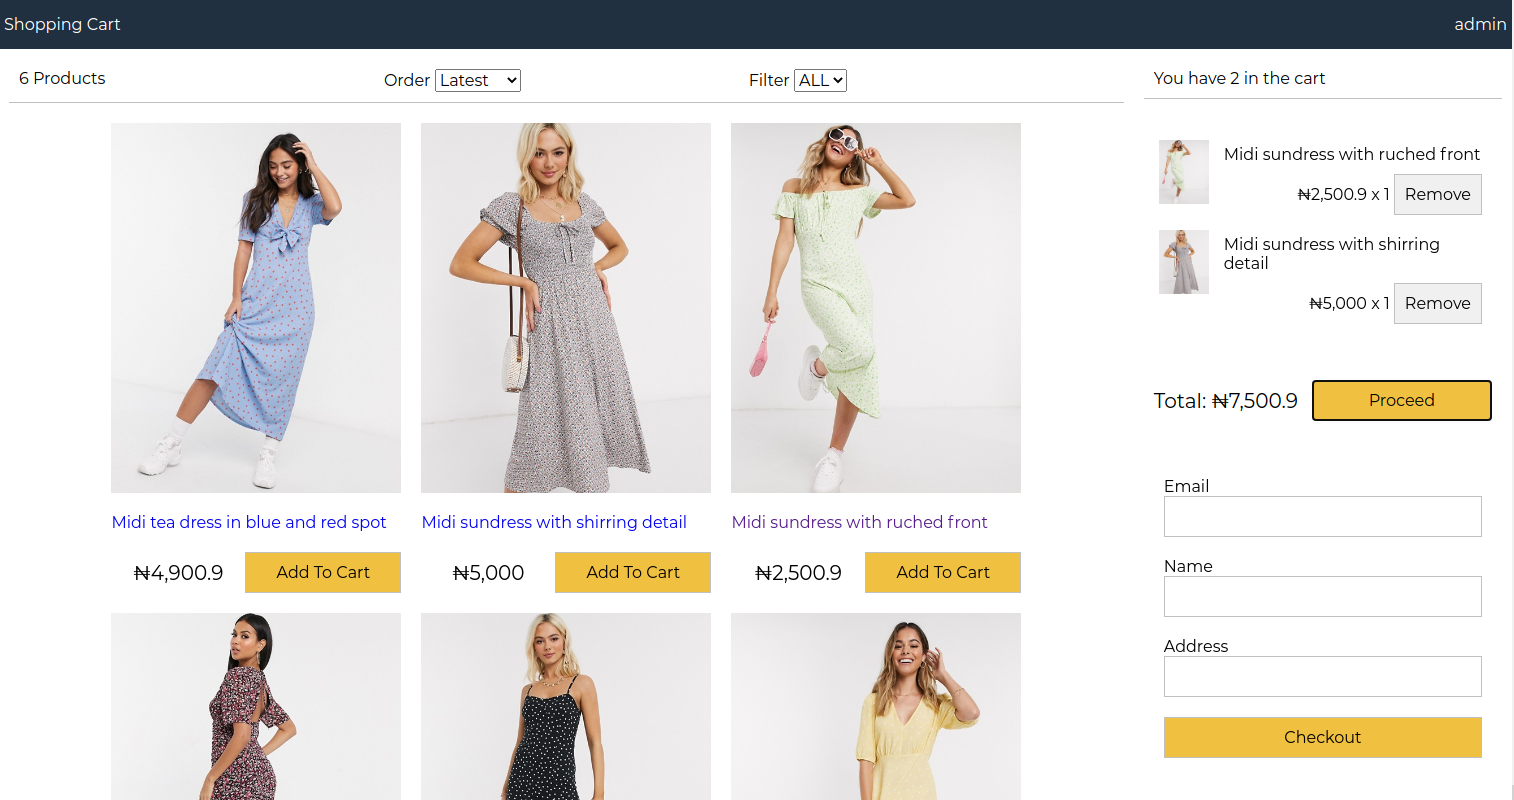 Shopping Cart
admin
6 Products
Order Latest
Filter ALL
You have 2 in the cart
Midi sundress with ruched front
₦2,500.9 x 1 Remove
Midi sundress with shirring
detail
₦5,000 x 1 Remove
Total: ₦7,500.9 Proceed
Email
Name
Address
Checkout
Midi tea dress in blue and red spot
₦4,900.9 Add To Cart
Midi sundress with shirring detail
₦5,000 Add To Cart
Midi sundress with ruched front
₦2,500.9 Add To Cart